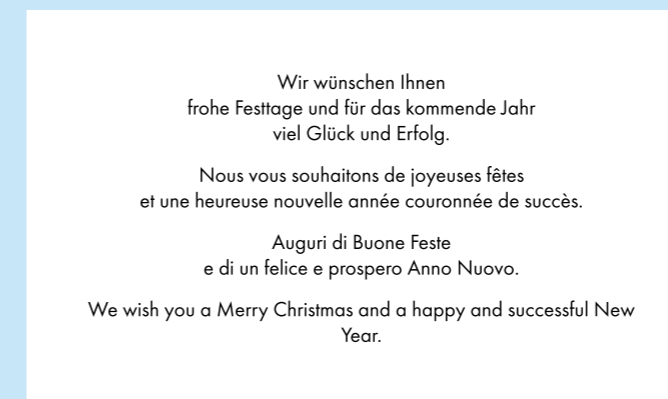 Wir wünschen Ihnen
frohe Festtage und für das kommende Jahr
viel Glück und Erfolg.
Nous vous souhaitons de joyeuses fêtes
et une heureuse nouvelle année couronnée de succès.
Auguri di Buone Feste
e di un felice e prospero Anno Nuovo.
We wish you a Merry Christmas and a happy and successful New
Year.